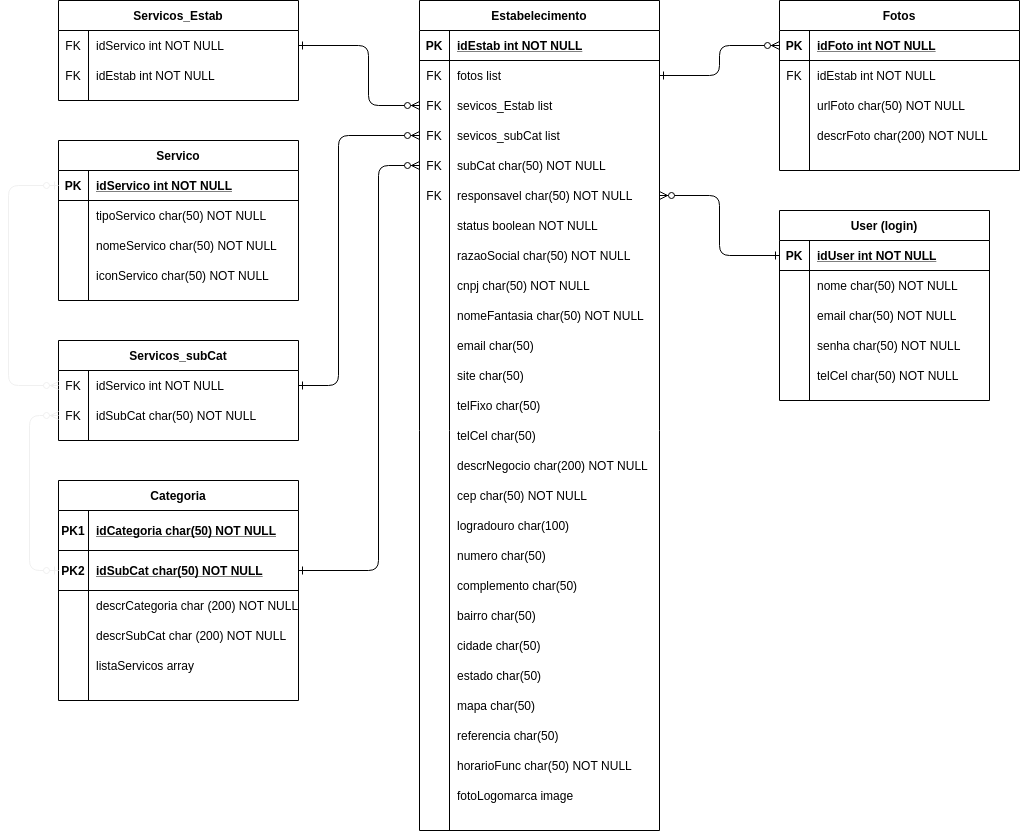 Servicos_Estab
FK idServico int NOT NULL
FK idEstab int NOT NULL
Servico
PK idServico int NOT NULL
tipoServico char(50) NOT NULL
nomeServico char(50) NOT NULL
iconServico char(50) NOT NULL
Servicos_subCat
FK idServico int NOT NULL
FK idSubCat char(50) NOT NULL
Categoria
PK1 idCategoria char(50) NOT NULL
PK2 idSubCat char(50) NOT NULL
descrCategoria char (200) NOT NULL
descrSubCat char (200) NOT NULL
listaServicos array
Estabelecimento
PK idEstab int NOT NULL
FK fotos list
FK sevicos_Estab list
FK sevicos_subCat list
FK subCat char(50) NOT NULL
FK responsavel char(50) NOT NULL
status boolean NOT NULL
razaoSocial char(50) NOT NULL
cnpj char(50) NOT NULL
nomeFantasia char(50) NOT NULL
email char(50)
site char(50)
telFixo char(50)
telCel char(50)
descrNegocio char(200) NOT NULL
cep char(50) NOT NULL
logradouro char(100)
numero char(50)
complemento char(50)
bairro char(50)
cidade char(50)
estado char(50)
mapa char(50)
referencia char(50)
horarioFunc char(50) NOT NULL
fotoLogomarca image
Fotos
PK idFoto int NOT NULL
FK idEstab int NOT NULL
urlFoto char(50) NOT NULL
descrFoto char(200) NOT NULL
User (login)
PK idUser int NOT NULL
nome char(50) NOT NULL
email char(50) NOT NULL
senha char(50) NOT NULL
telCel char(50) NOT NULL